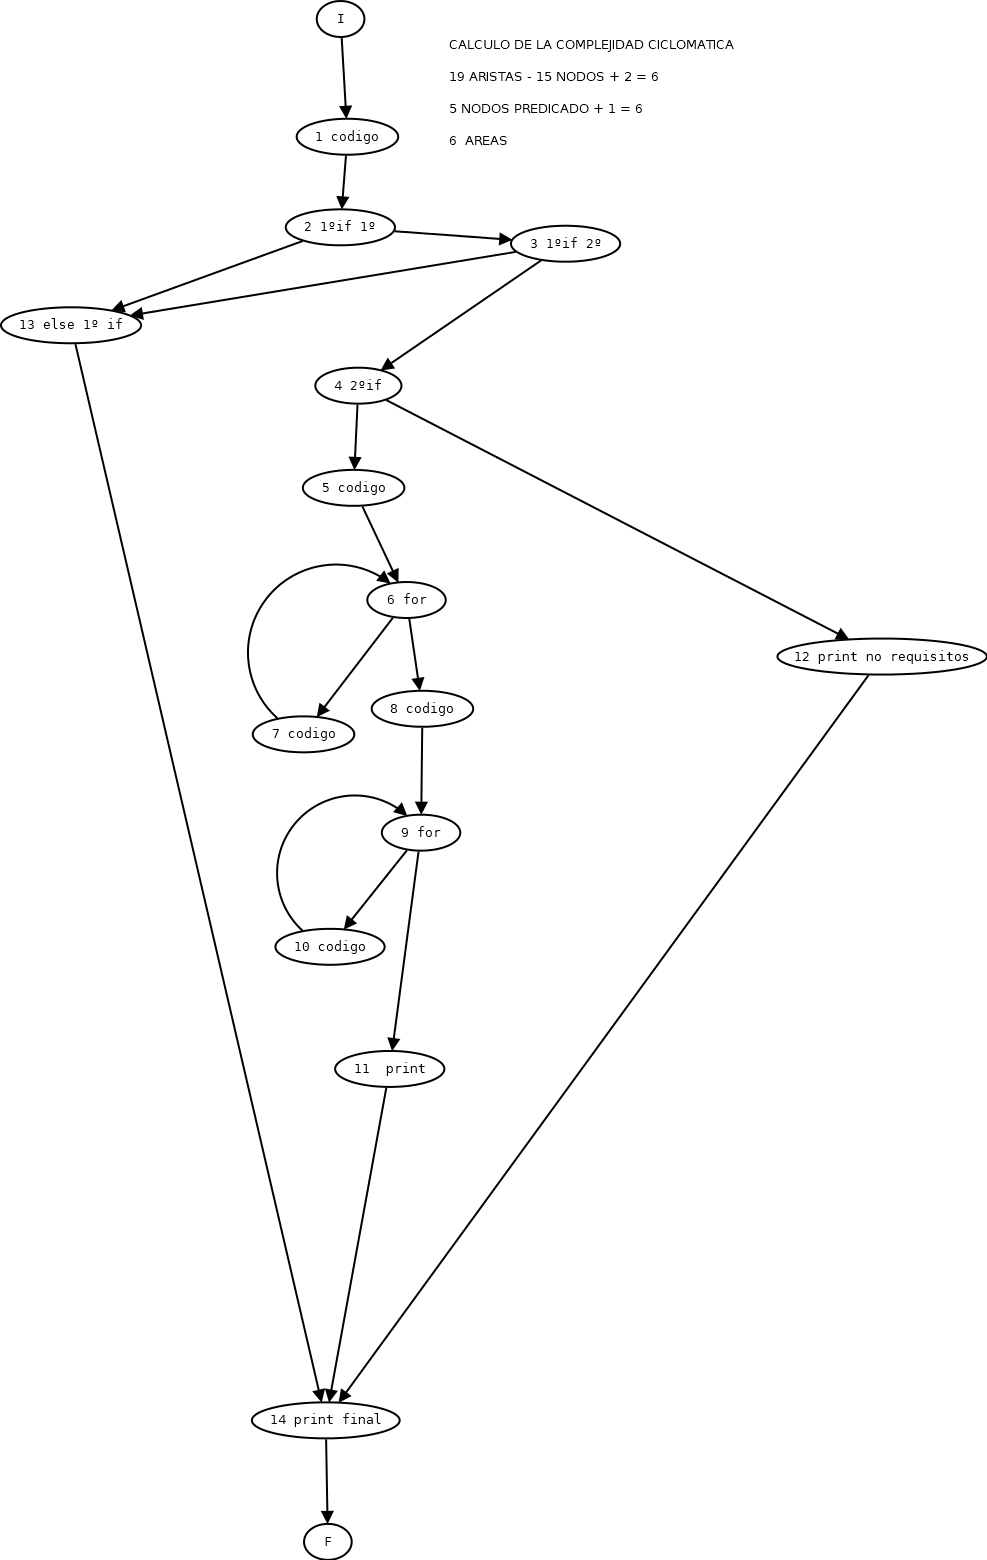 I
CALCULO DE LA COMPLEJIDAD CICLOMATICA
19 ARISTAS - 15 NODOS + 2 = 6
5 NODOS PREDICADO + 1 = 6
6 AREAS
1 codigo
2 1ºif 1º
3 1ºif 2º
13 else 1º if
4 2ºif
5 codigo
6 for
12 print no requisitos
8 codigo
7 codigo
9 for
10 codigo
11 print
14 print final
F